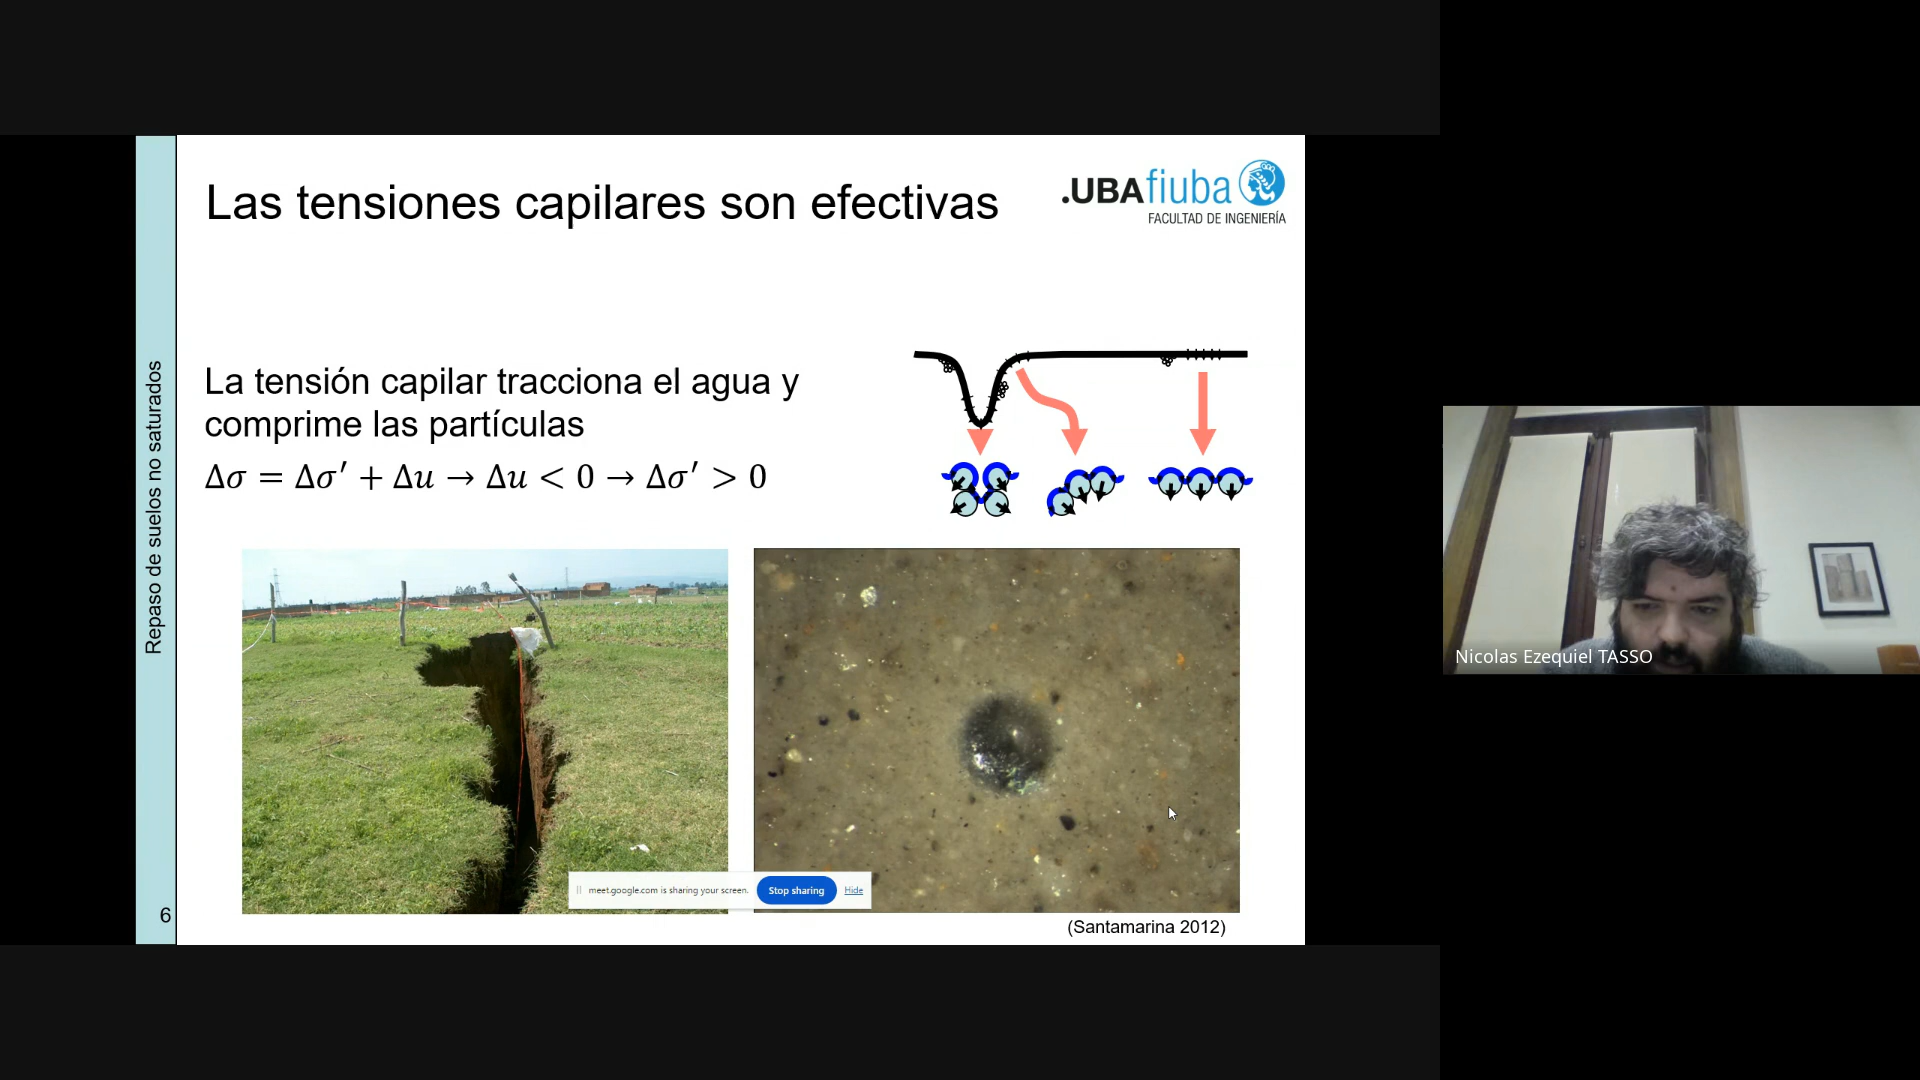 Las tensiones capilares son efectivas
.UBAfiuba
FACULTAD DE INGENIERÍA
Repaso de suelos no saturados
La tensión capilar tracciona el agua y
comprime las partículas
Δσ = Δσ′ + Δu → Δu < 0 → Δσ′ > 0
Nicolas Ezequiel TASSO
meet.google.com is sharing your screen. Stop sharing Hide
6
(Santamarina 2012)